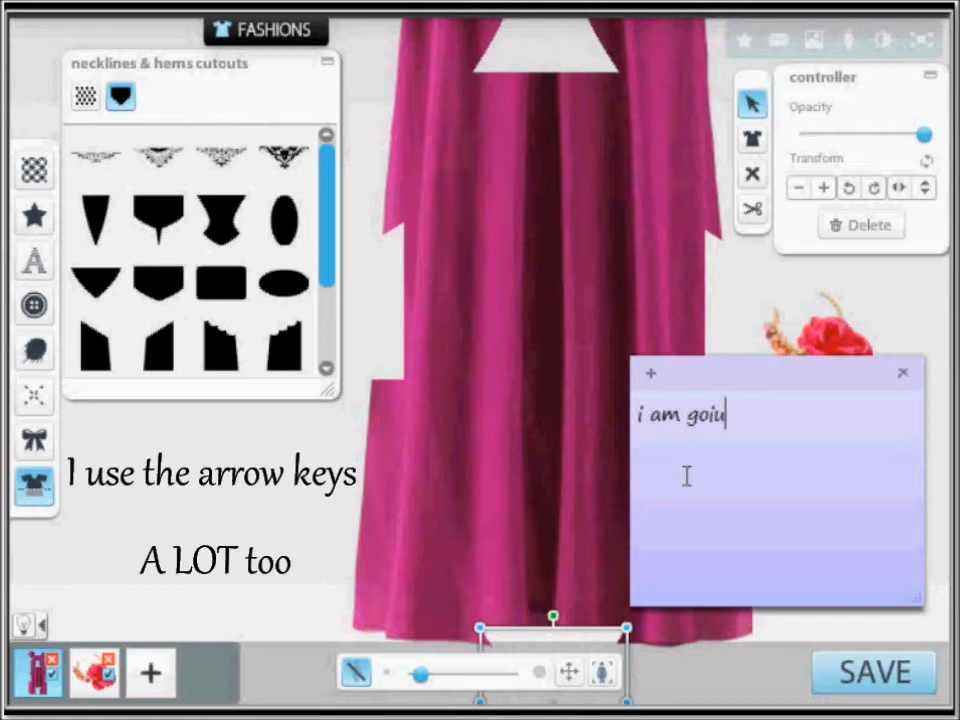 FASHIONS
necklines & hems cutouts
controller
Opacity
Transform
Delete
i am goiu
I use the arrow keys
A LOT too
SAVE